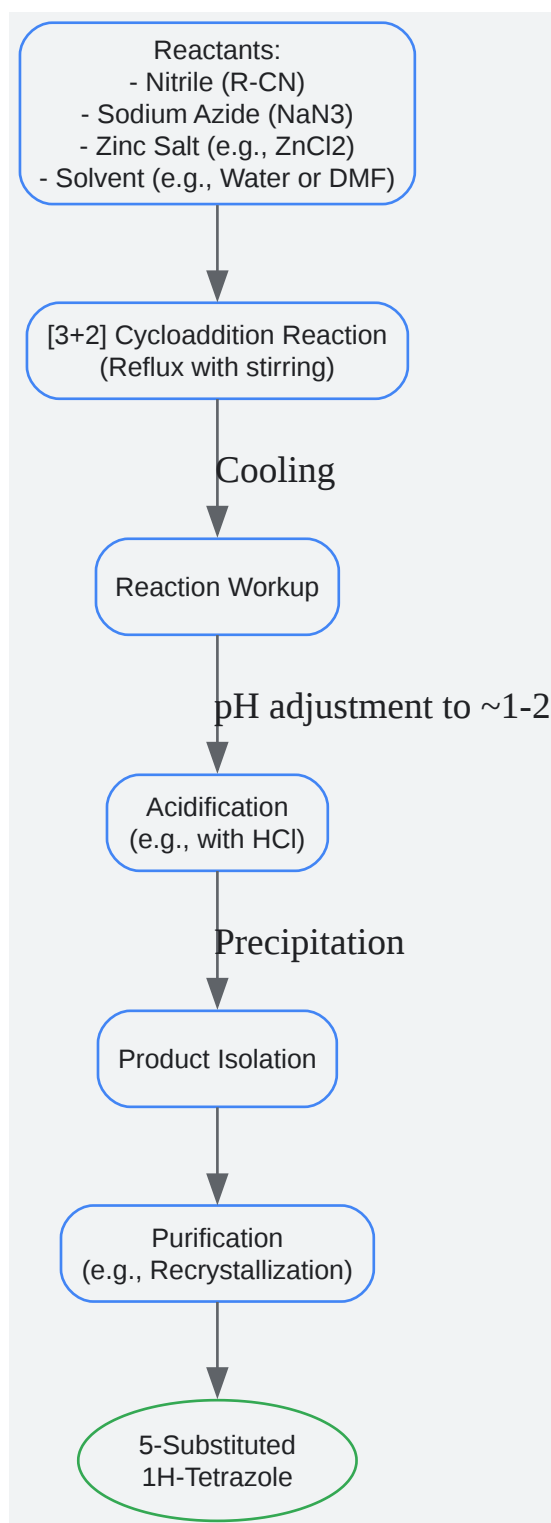 Reactants:
- Nitrile (R-CN)
- Sodium Azide (NaN3)
- Zinc Salt (e.g., ZnCl2)
- Solvent (e.g., Water or DMF)
[3+2] Cycloaddition Reaction
(Reflux with stirring)
Cooling
Reaction Workup
pH adjustment to ~1-2
Acidification
(e.g., with HCl)
Precipitation
Product Isolation
Purification
(e.g., Recrystallization)
5-Substituted
1H-Tetrazole